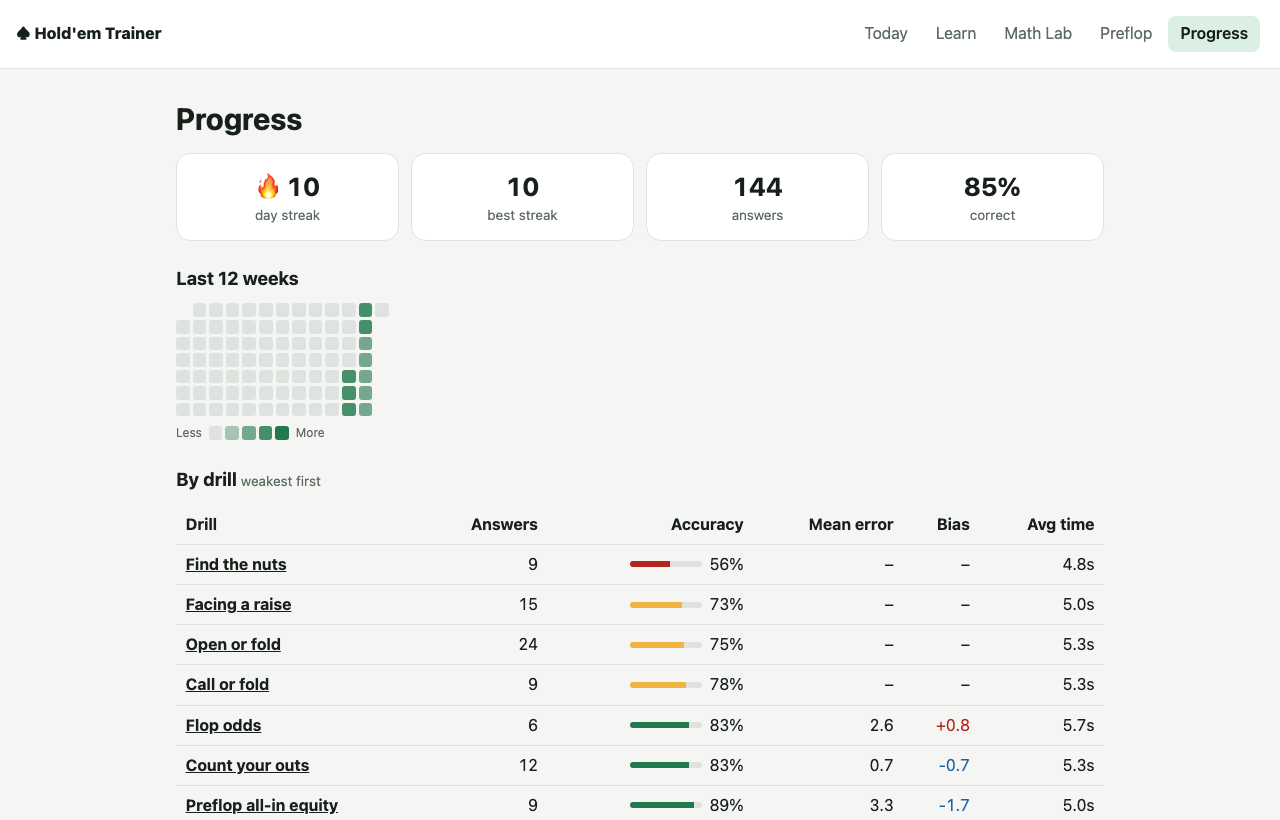 ♠ Hold'em Trainer
Today Learn Math Lab Preflop Progress
Progress
🔥 10
day streak
10
best streak
144
answers
85%
correct
Last 12 weeks
Less More
By drill weakest first
Drill Answers Accuracy Mean error Bias Avg time
Find the nuts 9 56% – – 4.8s
Facing a raise 15 73% – – 5.0s
Open or fold 24 75% – – 5.3s
Call or fold 9 78% – – 5.3s
Flop odds 6 83% 2.6 +0.8 5.7s
Count your outs 12 83% 0.7 -0.7 5.3s
Preflop all-in equity 9 89% 3.3 -1.7 5.0s